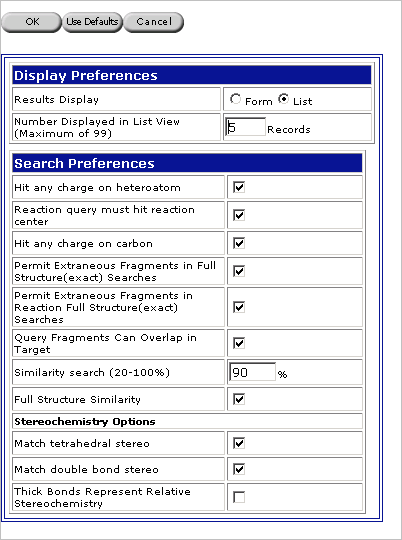 OK Use Defaults Cancel
Display Preferences
Results Display Form List
Number Displayed in List View
(Maximum of 99) 5 Records
Search Preferences
Hit any charge on heteroatom
Reaction query must hit reaction
center
Hit any charge on carbon
Permit Extraneous Fragments in Full
Structure(exact) Searches
Permit Extraneous Fragments in
Reaction Full Structure(exact)
Searches
Query Fragments Can Overlap in
Target
Similarity search (20-100%) 90 %
Full Structure Similarity
Stereochemistry Options
Match tetrahedral stereo
Match double bond stereo
Thick Bonds Represent Relative
Stereochemistry